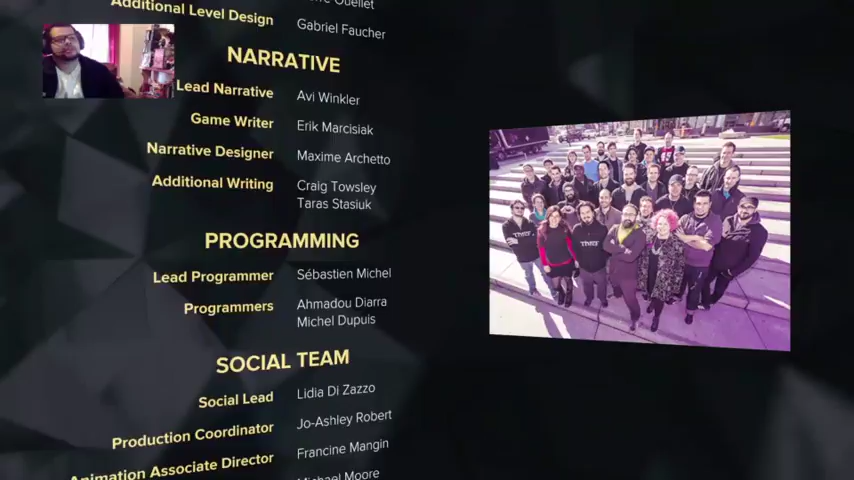 Additional Level Design
Gabriel Faucher
NARRATIVE
Lead Narrative Avi Winkler
Game Writer Erik Marcisiak
Narrative Designer Maxime Archetto
Additional Writing Craig Towsley
Taras Stasiuk
PROGRAMMING
Lead Programmer Sébastien Michel
Programmers Ahmadou Diarra
Michel Dupuis
SOCIAL TEAM
Social Lead Lidia Di Zazzo
Production Coordinator Jo-Ashley Robert
Animation Associate Director Francine Mangin
Michael Moore